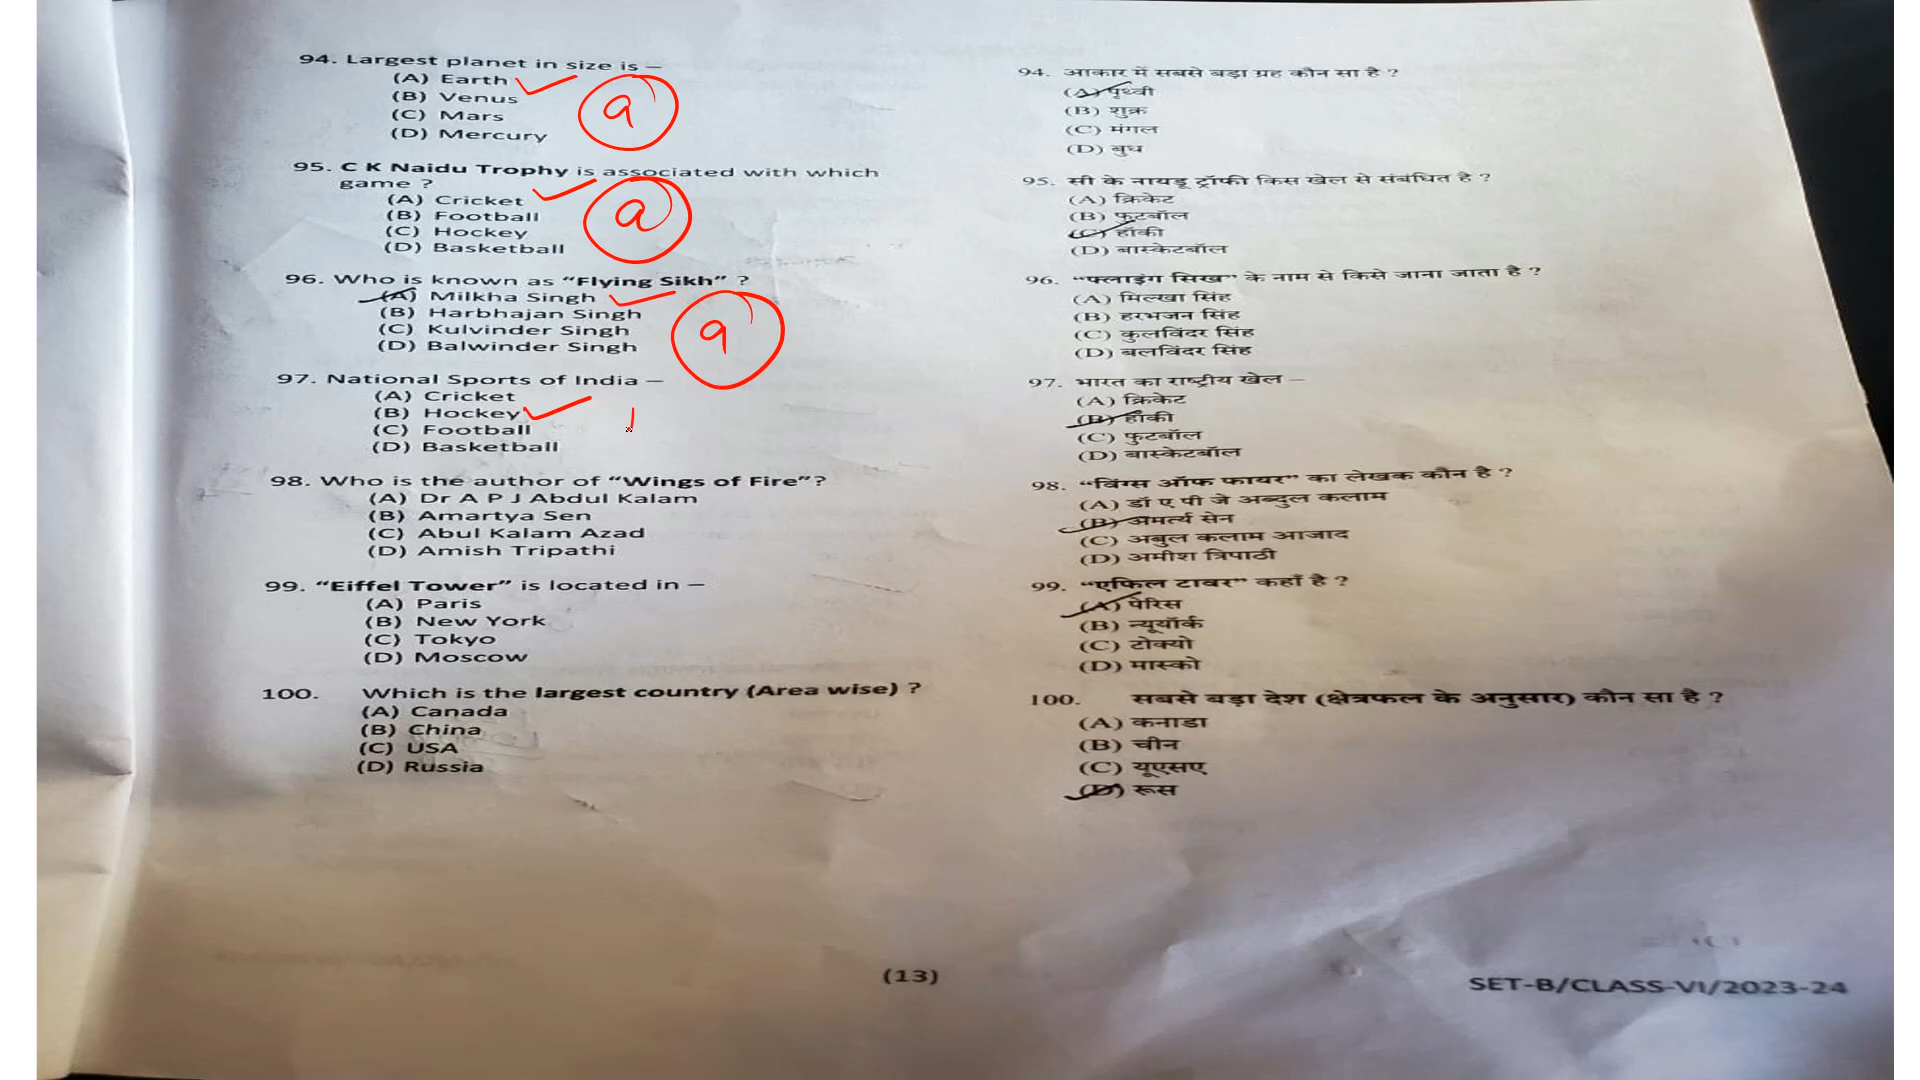 94. Largest planet in size is –
(A) Earth
(B) Venus
(C) Mars
(D) Mercury
a
95. C K Naidu Trophy is associated with which
game ?
(A) Cricket
(B) Football
(C) Hockey
(D) Basketball
a
96. Who is known as “Flying Sikh” ?
(A) Milkha Singh
(B) Harbhajan Singh
(C) Kulvinder Singh
(D) Balwinder Singh
a
97. National Sports of India –
(A) Cricket
(B) Hockey
(C) Football
(D) Basketball
98. Who is the author of “Wings of Fire”?
(A) Dr A P J Abdul Kalam
(B) Amartya Sen
(C) Abul Kalam Azad
(D) Amish Tripathi
99. “Eiffel Tower” is located in –
(A) Paris
(B) New York
(C) Tokyo
(D) Moscow
100. Which is the largest country (Area wise) ?
(A) Canada
(B) China
(C) USA
(D) Russia
94. आकार में सबसे बड़ा ग्रह कौन सा है ?
(A) पृथ्वी
(B) शुक्र
(C) मंगल
(D) बुध
95. सी के नायडू ट्रॉफी किस खेल से संबंधित है ?
(A) क्रिकेट
(B) फुटबॉल
(C) हॉकी
(D) बास्केटबॉल
96. “फ्लाइंग सिख” के नाम से किसे जाना जाता है ?
(A) मिल्खा सिंह
(B) हरभजन सिंह
(C) कुलविंदर सिंह
(D) बलविंदर सिंह
97. भारत का राष्ट्रीय खेल –
(A) क्रिकेट
(B) हॉकी
(C) फुटबॉल
(D) बास्केटबॉल
98. “विंग्स ऑफ फायर” का लेखक कौन है ?
(A) डॉ ए पी जे अब्दुल कलाम
(B) अमर्त्य सेन
(C) अबुल कलाम आजाद
(D) अमीश त्रिपाठी
99. “एफिल टावर” कहाँ है ?
(A) पेरिस
(B) न्यूयॉर्क
(C) टोक्यो
(D) मास्को
100. सबसे बड़ा देश (क्षेत्रफल के अनुसार) कौन सा है ?
(A) कनाडा
(B) चीन
(C) यूएसए
(D) रूस
(13)
SET-B/CLASS-VI/2023-24